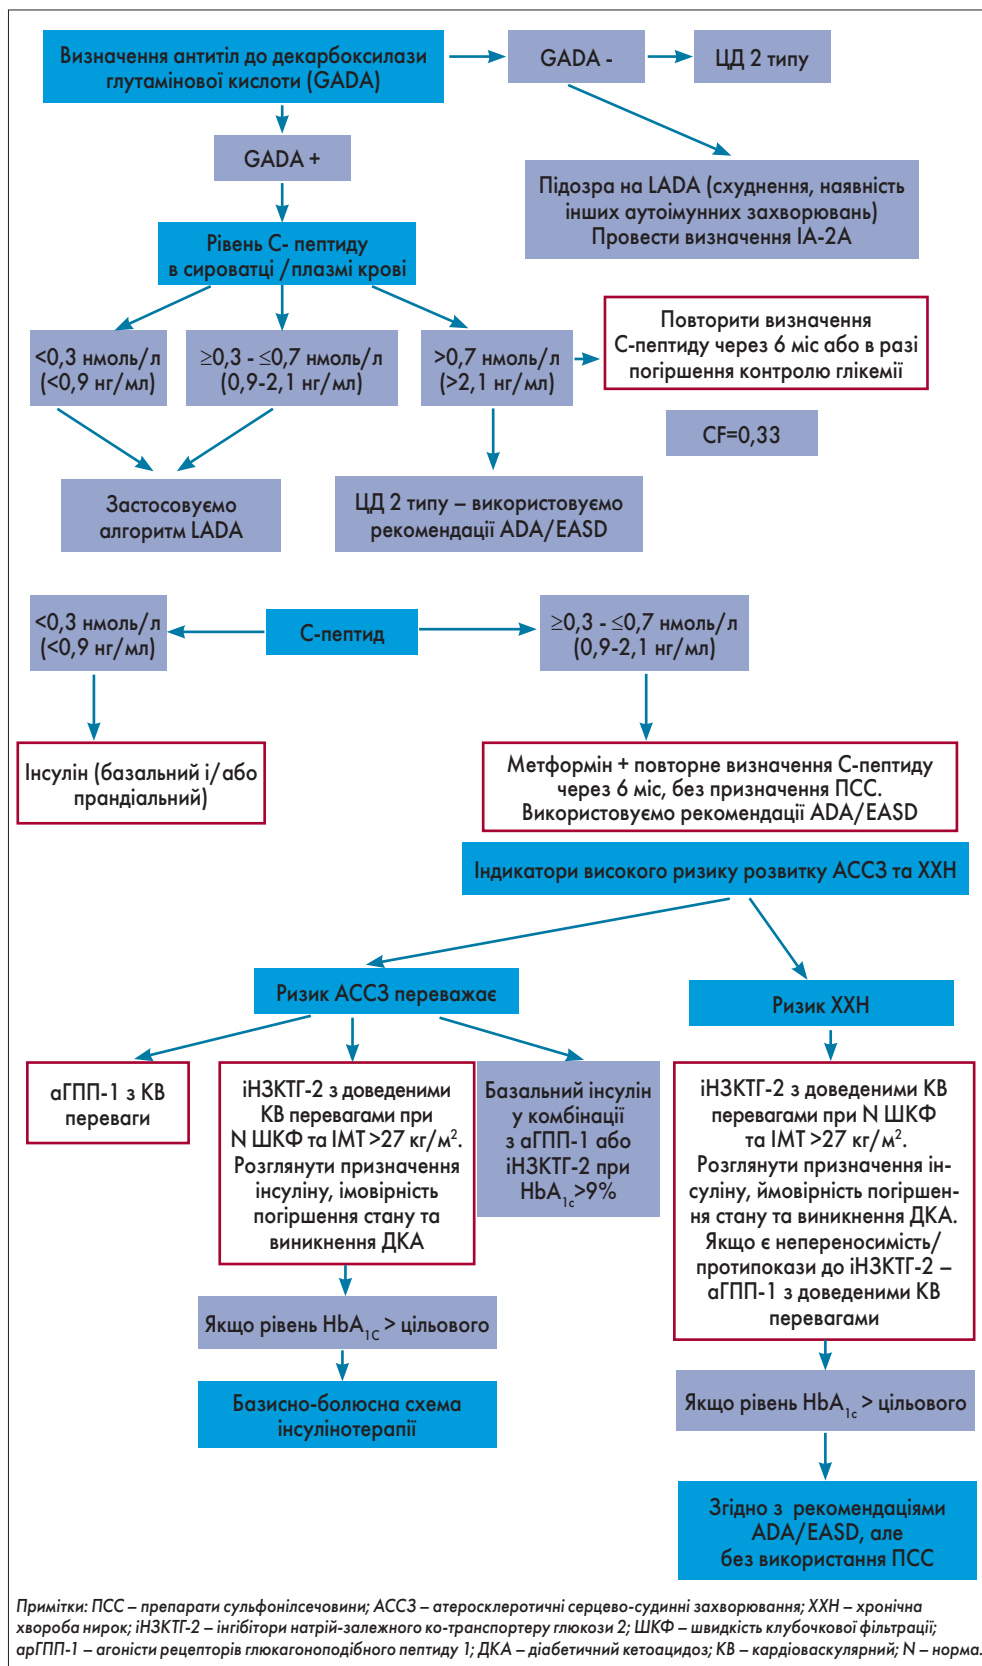 Визначення антитіл до декарбоксилази
глутамінової кислоти (GADA)
GADA -
ЦД 2 типу
GADA +
Підозра на LADA (схуднення, наявність
інших аутоімунних захворювань)
Провести визначення IA-2A
Рівень С- пептиду
в сироватці /плазмі крові
<0,3 нмоль/л
(<0,9 нг/мл)
≥0,3 - ≤0,7 нмоль/л
(0,9-2,1 нг/мл)
>0,7 нмоль/л
(>2,1 нг/мл)
Повторити визначення
С-пептиду через 6 міс або в разі
погіршення контролю глікемії
CF=0,33
Застосовуємо
алгоритм LADA
ЦД 2 типу – використовуємо
рекомендації ADA/EASD
<0,3 нмоль/л
(<0,9 нг/мл)
С-пептид
≥0,3 - ≤0,7 нмоль/л
(0,9-2,1 нг/мл)
Інсулін (базальний і/або
прандіальний)
Метформін + повторне визначення С-пептиду
через 6 міс, без призначення ПСС.
Використовуємо рекомендації ADA/EASD
Індикатори високого ризику розвитку АССЗ та ХХН
Ризик АССЗ переважає
Ризик ХХН
аГПП-1 з КВ
переваги
іНЗКТГ-2 з доведеними
КВ перевагами при
N ШКФ та ІМТ >27 кг/м².
Розглянути призначення
інсуліну, імовірність
погіршення стану та
виникнення ДКА
Базальний інсулін
у комбінації
з аГПП-1 або
іНЗКТГ-2 при
HbA1c>9%
іНЗКТГ-2 з доведеними КВ
перевагами при N ШКФ
та ІМТ >27 кг/м².
Розглянути призначення ін-
суліну, ймовірність погіршен-
ня стану та виникнення ДКА.
Якщо є непереносимість/
протипокази до іНЗКТГ-2 –
аГПП-1 з доведеними КВ
перевагами
Якщо рівень HbA1C > цільового
Базисно-болюсна схема
інсулінотерапії
Якщо рівень HbA1c > цільового
Згідно з рекомендаціями
ADA/EASD, але
без використання ПСС
Примітки: ПСС – препарати сульфонілсечовини; АССЗ – атеросклеротичні серцево-судинні захворювання; ХХН – хронічна
хвороба нирок; іНЗКТГ-2 – інгібітори натрій-залежного ко-транспортеру глюкози 2; ШКФ – швидкість клубочкової фільтрації;
арГПП-1 – агоністи рецепторів глюкагоноподібного пептиду 1; ДКА – діабетичний кетоацидоз; КВ – кардіоваскулярний; N – норма.